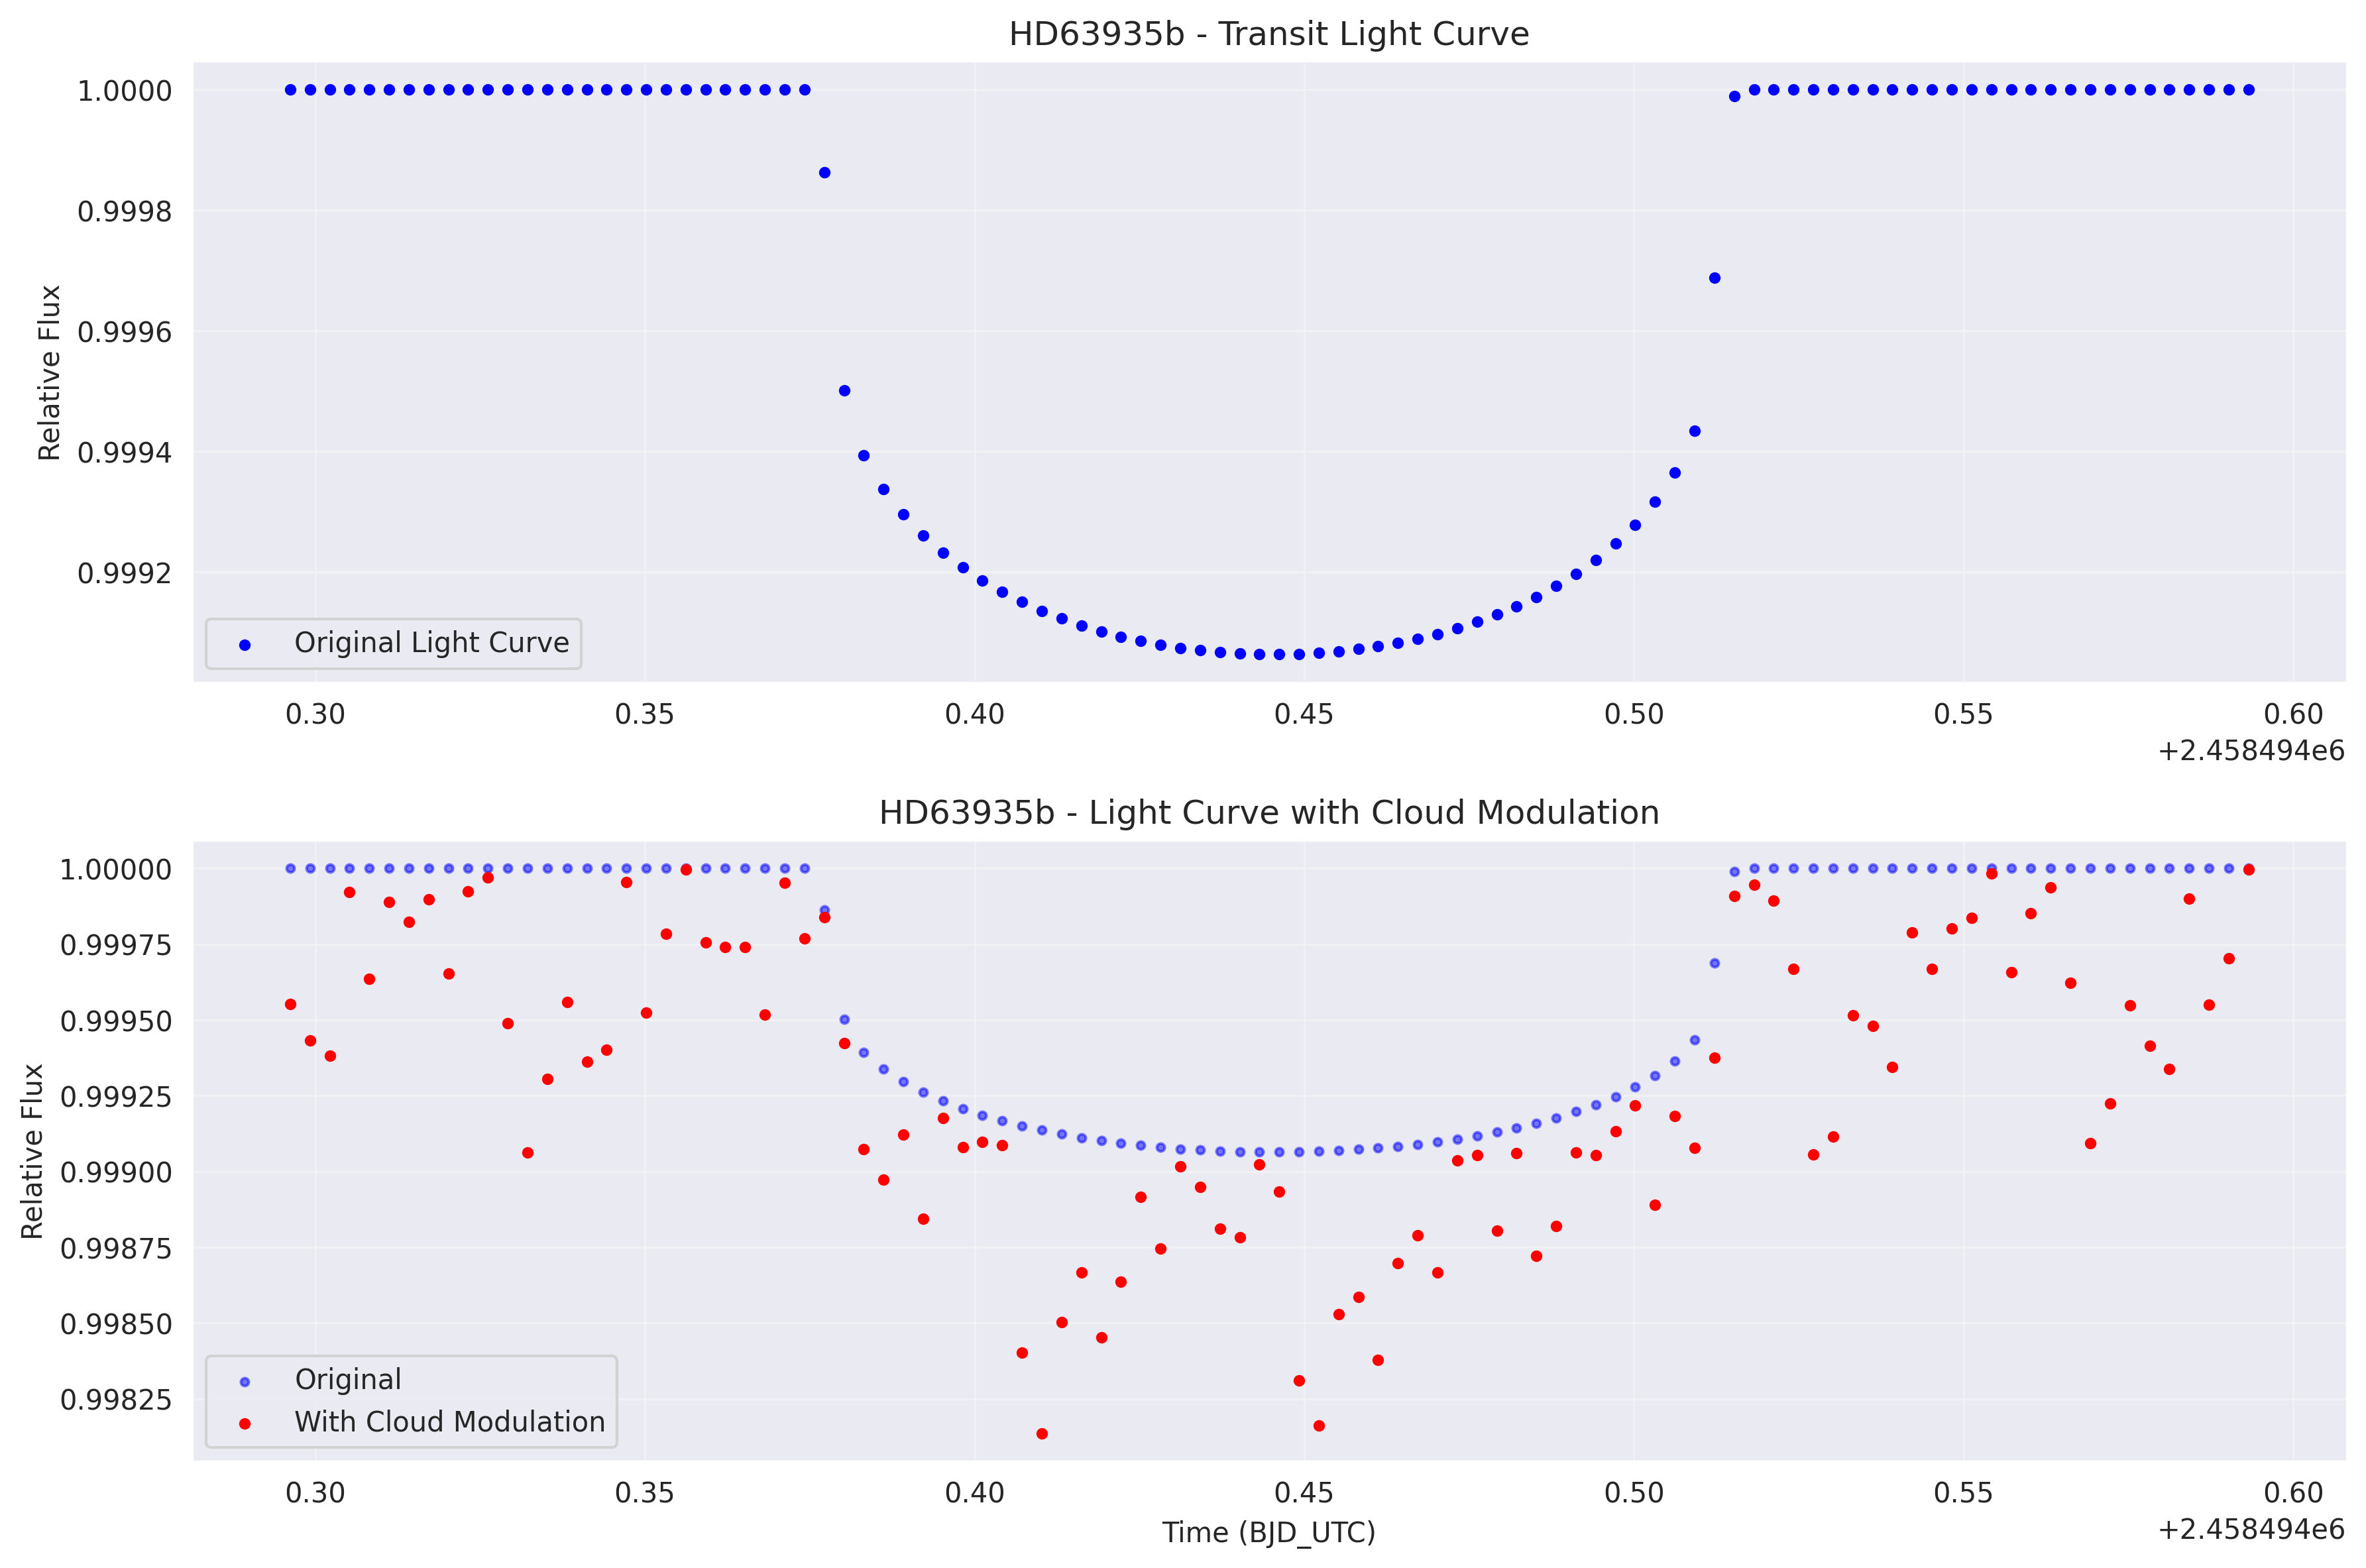 HD63935b - Transit Light Curve
1.0000
0.9998
0.9996
0.9994
0.9992
Relative Flux
Original Light Curve
0.30 0.35 0.40 0.45 0.50 0.55 0.60
+2.458494e6
HD63935b - Light Curve with Cloud Modulation
1.00000
0.99975
0.99950
0.99925
0.99900
0.99875
0.99850
0.99825
Relative Flux
Original
With Cloud Modulation
0.30 0.35 0.40 0.45 0.50 0.55 0.60
Time (BJD_UTC)
+2.458494e6